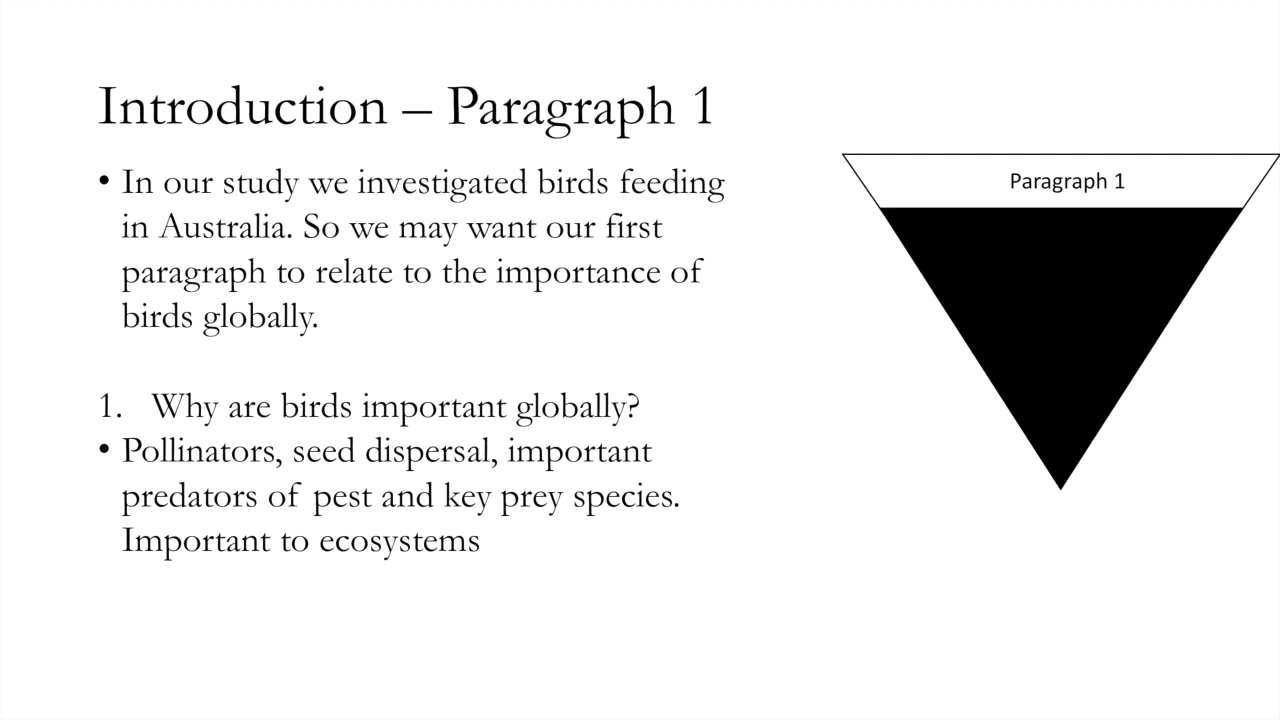 Introduction – Paragraph 1
• In our study we investigated birds feeding
in Australia. So we may want our first
paragraph to relate to the importance of
birds globally.
1. Why are birds important globally?
• Pollinators, seed dispersal, important
predators of pest and key prey species.
Important to ecosystems
Paragraph 1